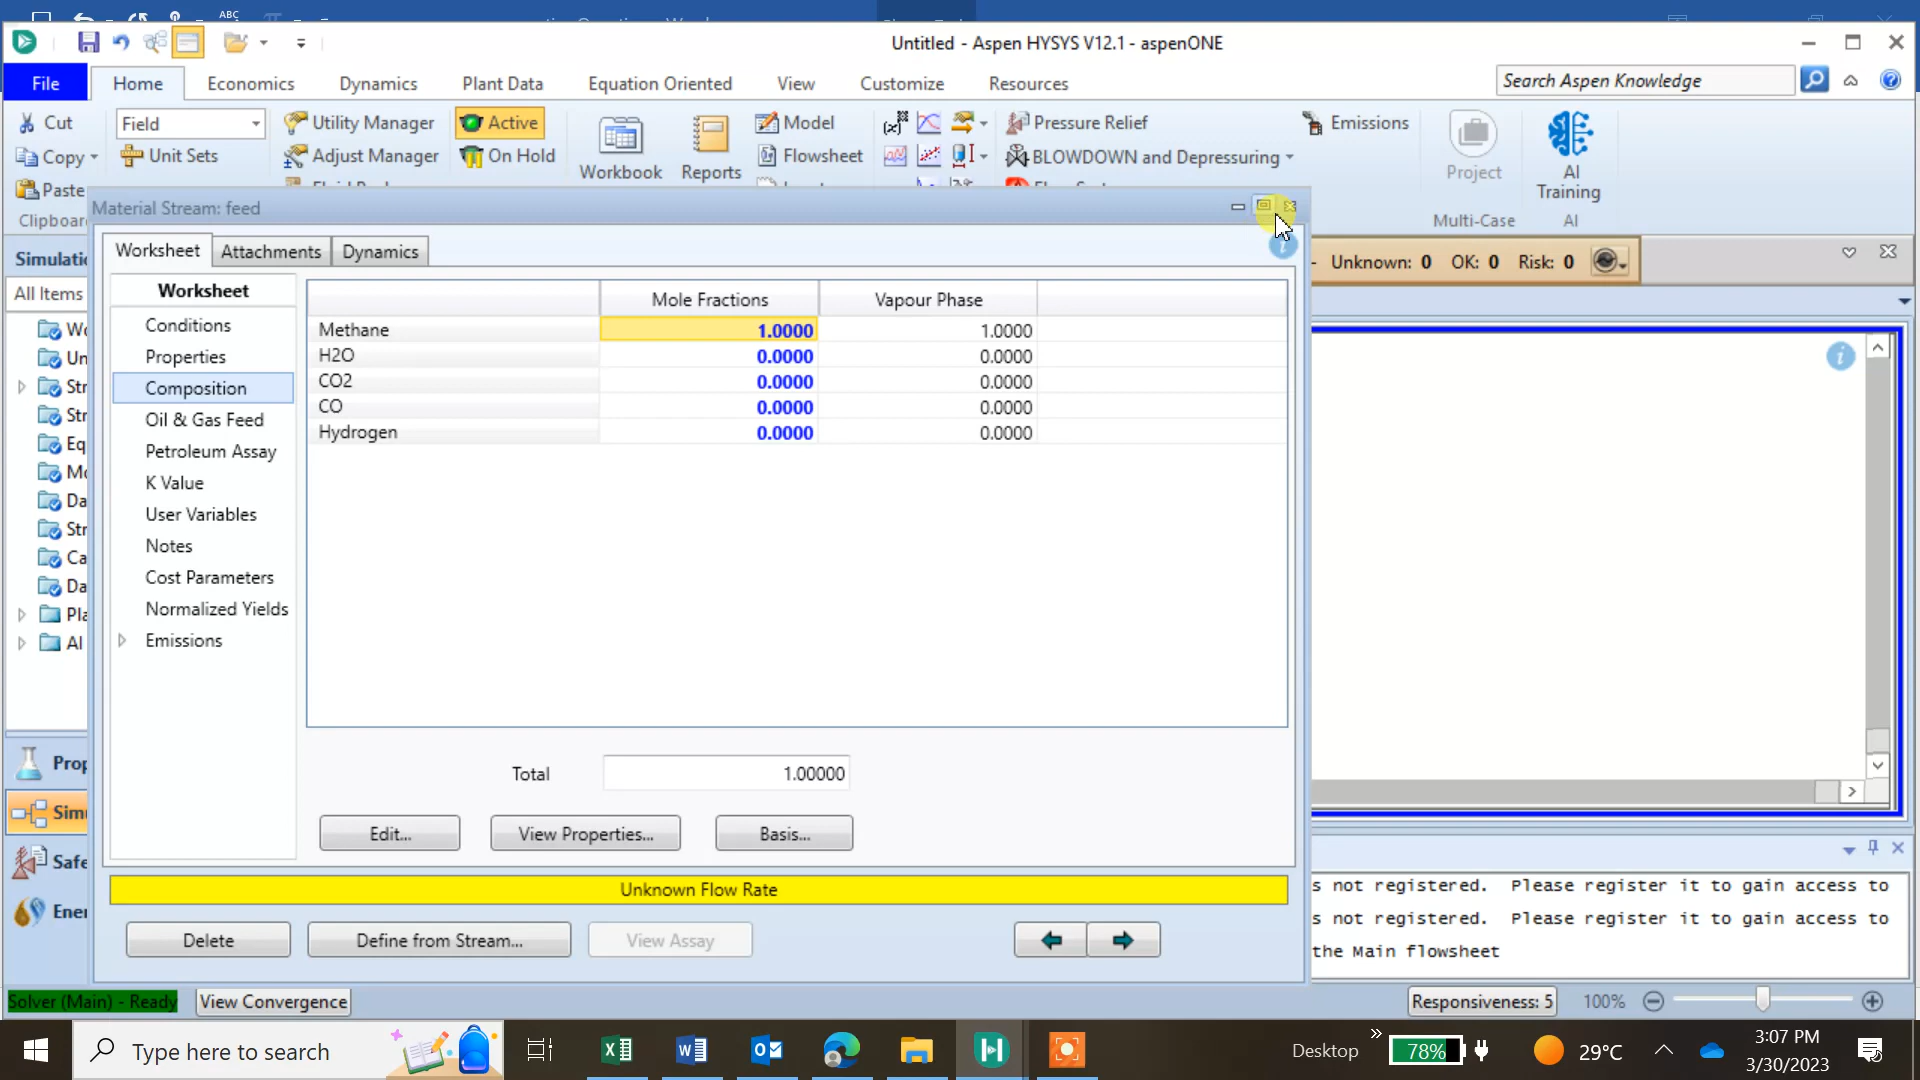 ABC
Untitled - Aspen HYSYS V12.1 - aspenONE
File Home Economics Dynamics Plant Data Equation Oriented View Customize Resources
Search Aspen Knowledge
Cut
Copy
Paste
Clipboar
Field
Unit Sets
Utility Manager
Adjust Manager
Active
On Hold
Workbook
Reports
Model
Flowsheet
Pressure Relief
BLOWDOWN and Depressuring
Emissions
Project
Multi-Case
AI
Training
AI
Material Stream: feed
Simulatio
All Items
Wo
Un
Str
Str
Eq
Mo
Da
Str
Ca
Da
Pla
AI
Prop
Simu
Safe
Ener
Unknown: 0 OK: 0 Risk: 0
Worksheet Attachments Dynamics
Worksheet
Conditions
Properties
Composition
Oil & Gas Feed
Petroleum Assay
K Value
User Variables
Notes
Cost Parameters
Normalized Yields
Emissions
Mole Fractions Vapour Phase
Methane 1.0000 1.0000
H2O 0.0000 0.0000
CO2 0.0000 0.0000
CO 0.0000 0.0000
Hydrogen 0.0000 0.0000
Total 1.00000
Edit... View Properties... Basis...
Unknown Flow Rate
Delete Define from Stream... View Assay
s not registered. Please register it to gain access to
s not registered. Please register it to gain access to
the Main flowsheet
Solver (Main) - Ready View Convergence
Responsiveness: 5 100%
Type here to search
Desktop
78%
29°C
3:07 PM
3/30/2023